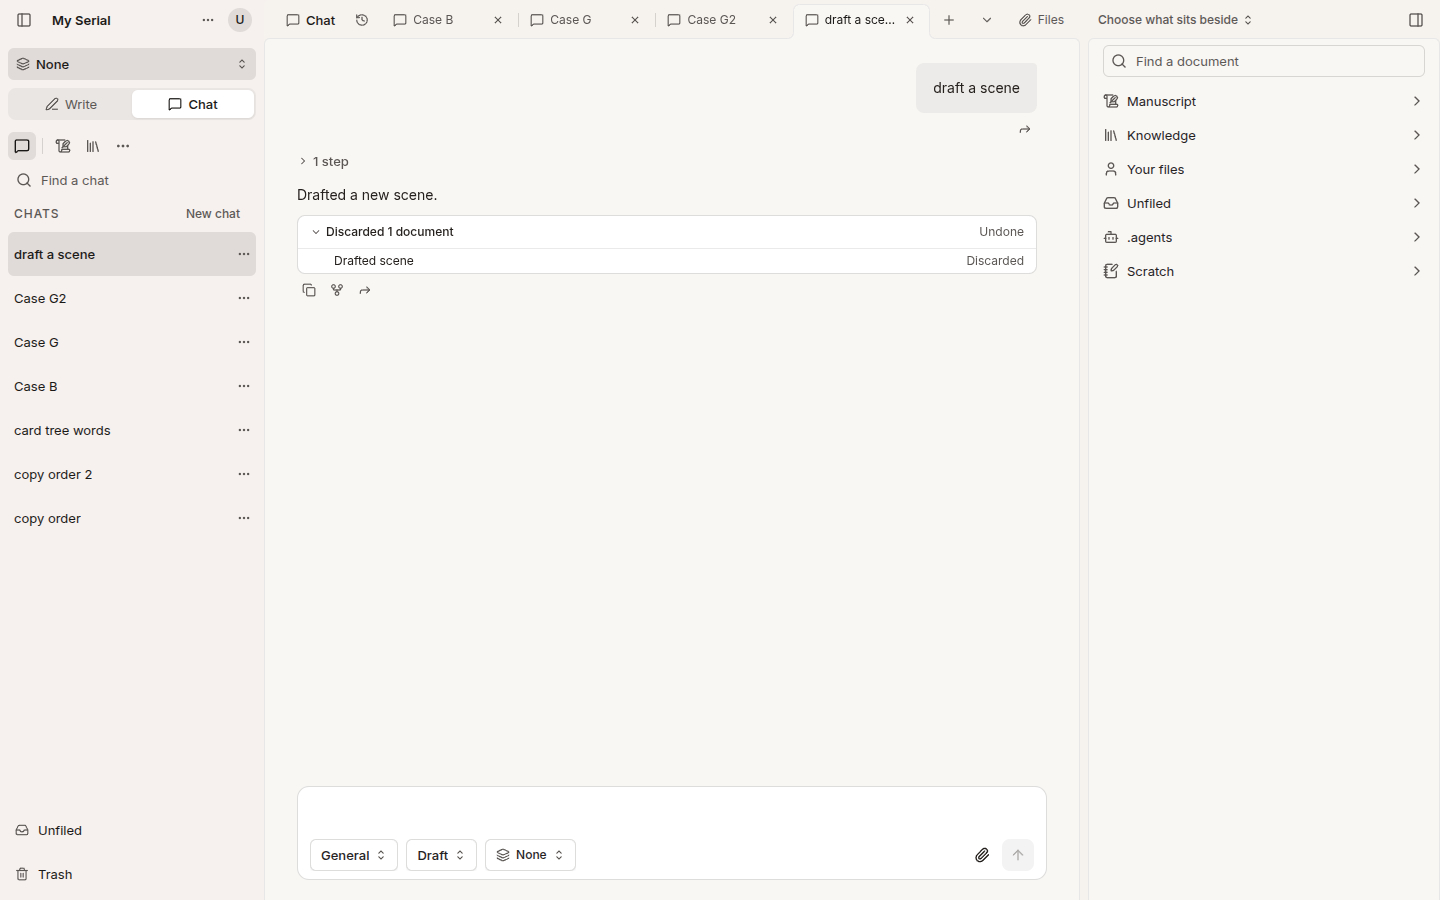 My Serial
U
None
Write
Chat
Find a chat
CHATS
New chat
draft a scene
Case G2
Case G
Case B
card tree words
copy order 2
copy order
Unfiled
Trash
Chat
Case B
Case G
Case G2
draft a sce...
Files
draft a scene
1 step
Drafted a new scene.
Discarded 1 document
Undone
Drafted scene
Discarded
General
Draft
None
Choose what sits beside
Find a document
Manuscript
Knowledge
Your files
Unfiled
.agents
Scratch